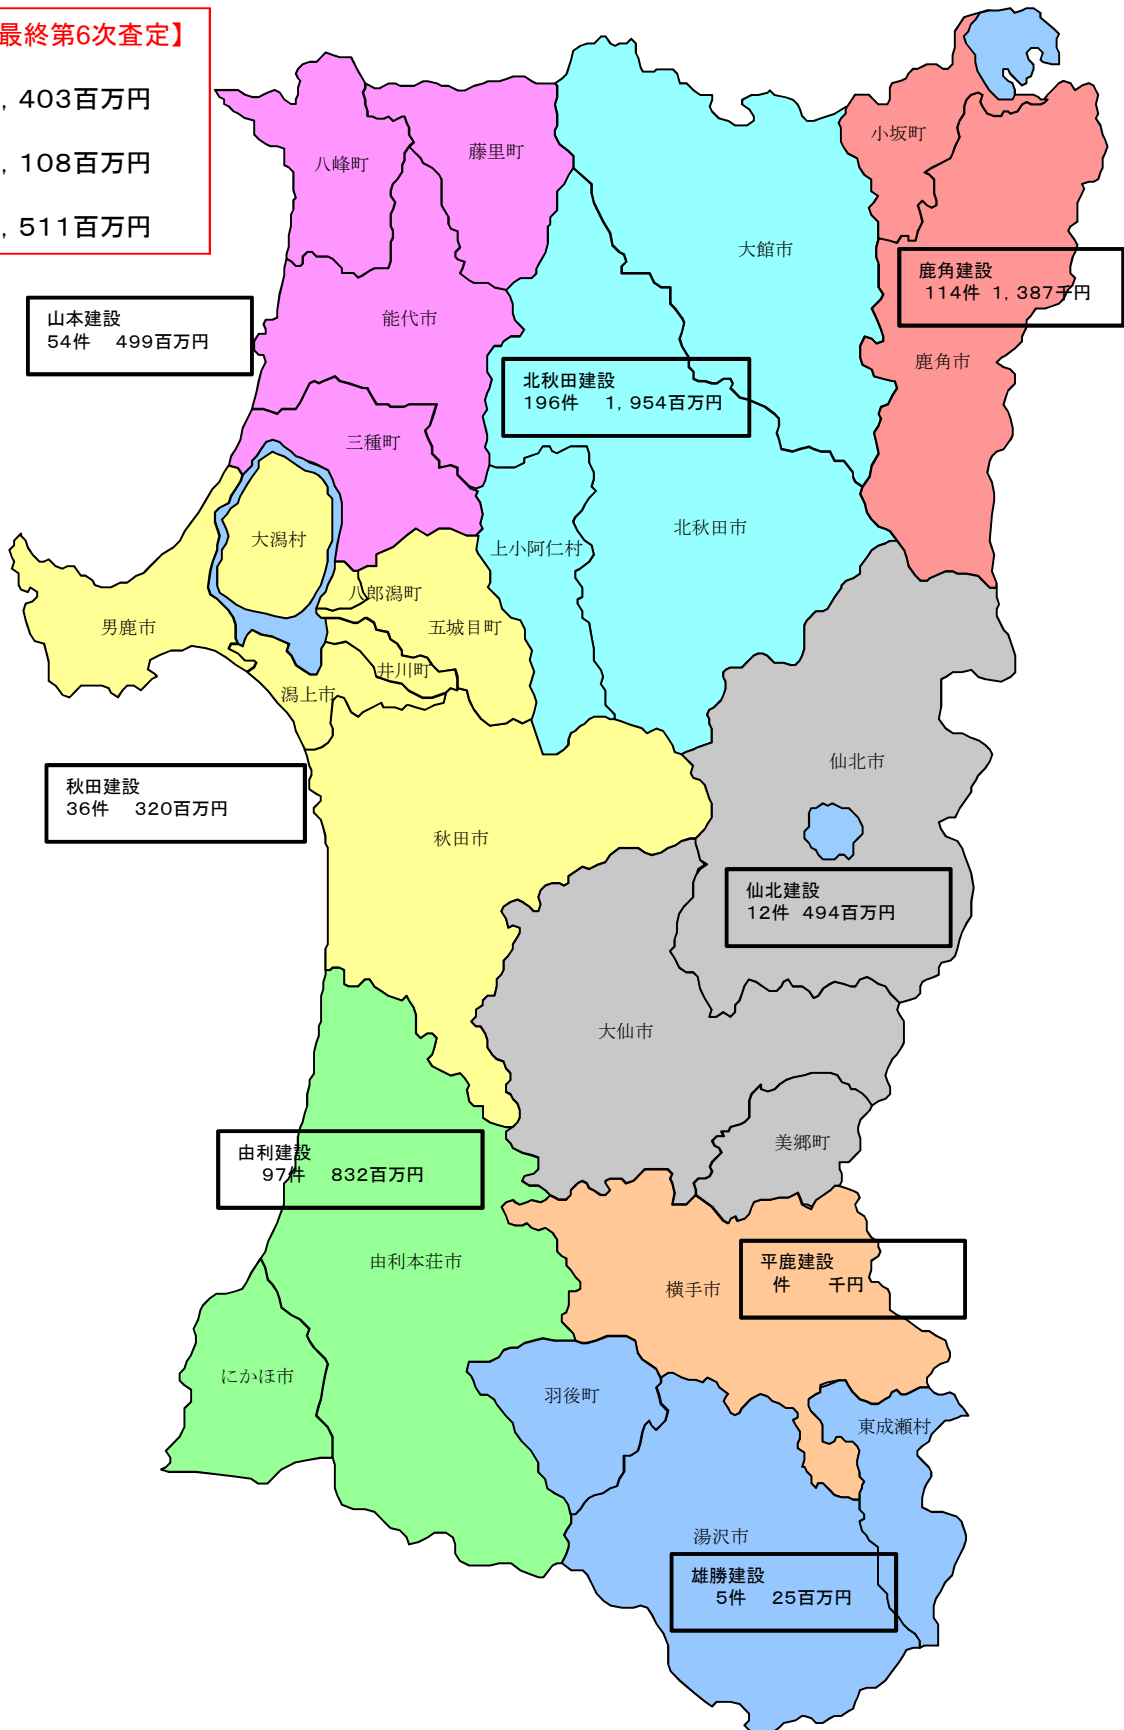 最終第6次査定】
, 403百万円
, 108百万円
, 511百万円
小坂町
藤里町
八峰町
大館市
鹿角建設
114件 1, 387千円
山本建設
54件 499百万円
能代市
鹿角市
北秋田建設
196件 1, 954百万円
三種町
北秋田市
大潟村
上小阿仁村
八郎潟町
男鹿市
五城目町
井川町
潟上市
仙北市
秋田建設
36件 320百万円
秋田市
仙北建設
12件 494百万円
大仙市
美郷町
由利建設
97件 832百万円
由利本荘市
平鹿建設
件 千円
横手市
にかほ市
羽後町
東成瀬村
湯沢市
雄勝建設
5件 25百万円